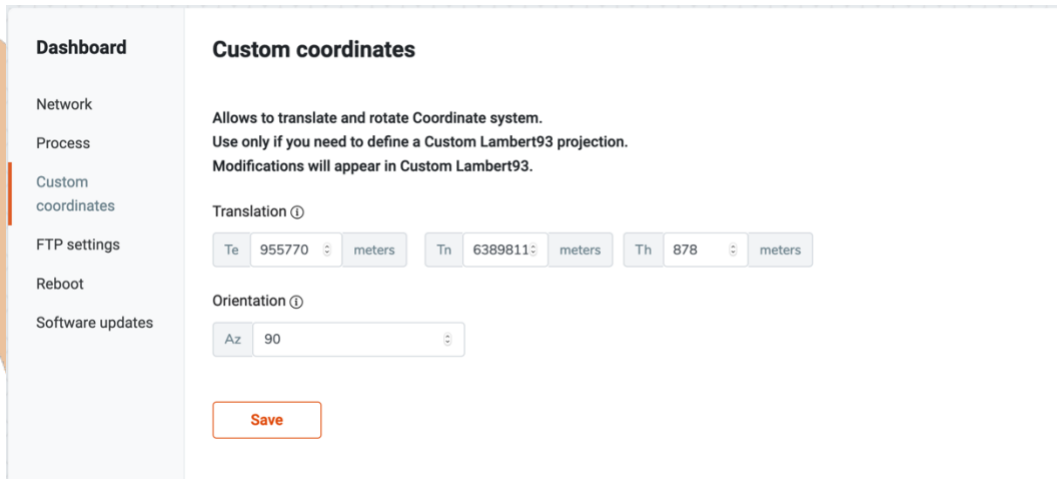 Dashboard
Network
Process
Custom
coordinates
FTP settings
Reboot
Software updates
Custom coordinates
Allows to translate and rotate Coordinate system.
Use only if you need to define a Custom Lambert93 projection.
Modifications will appear in Custom Lambert93.
Translation
Te 955770 meters Tn 6389811 meters Th 878 meters
Orientation
Az 90
Save